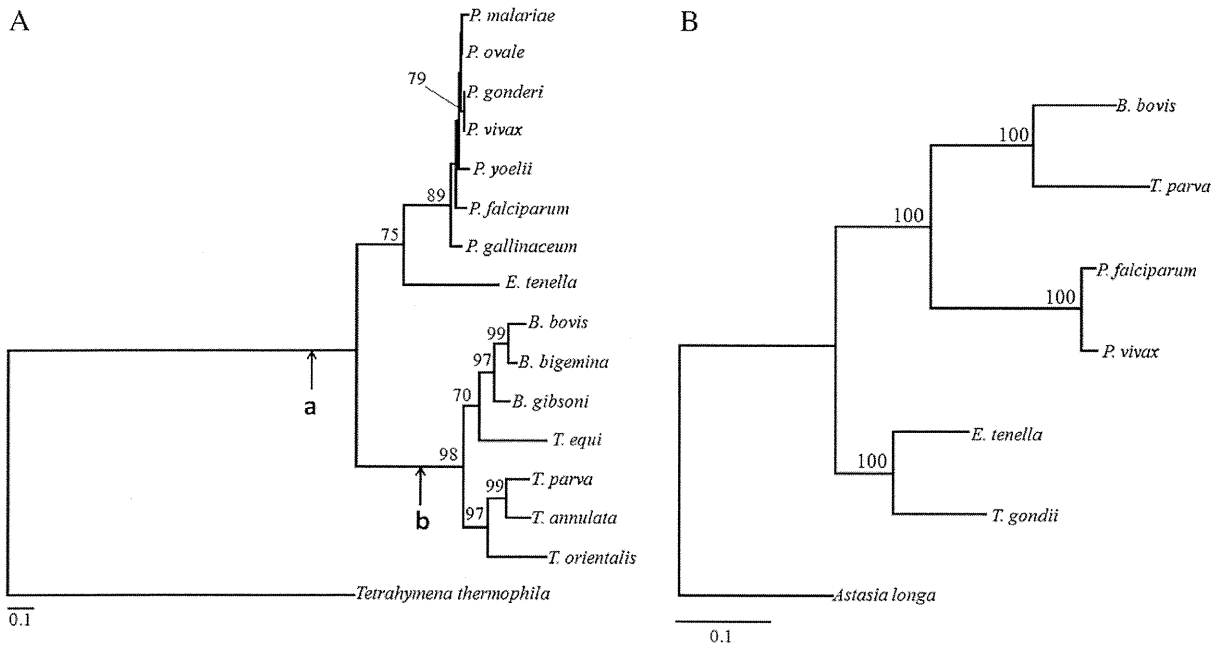 A
P. malariae
P. ovale
79
P. gonderi
P. vivax
P. yoelii
89
P. falciparum
75
P. gallinaceum
E. tenella
B. bovis
99
B. bigemina
97
B. gibsoni
70
a
T. equi
98
T. parva
99
b
97
T. annulata
T. orientalis
Tetrahymena thermophila
0.1
B
B. bovis
100
T. parva
100
P. falciparum
100
P. vivax
E. tenella
100
T. gondii
Astasia longa
0.1